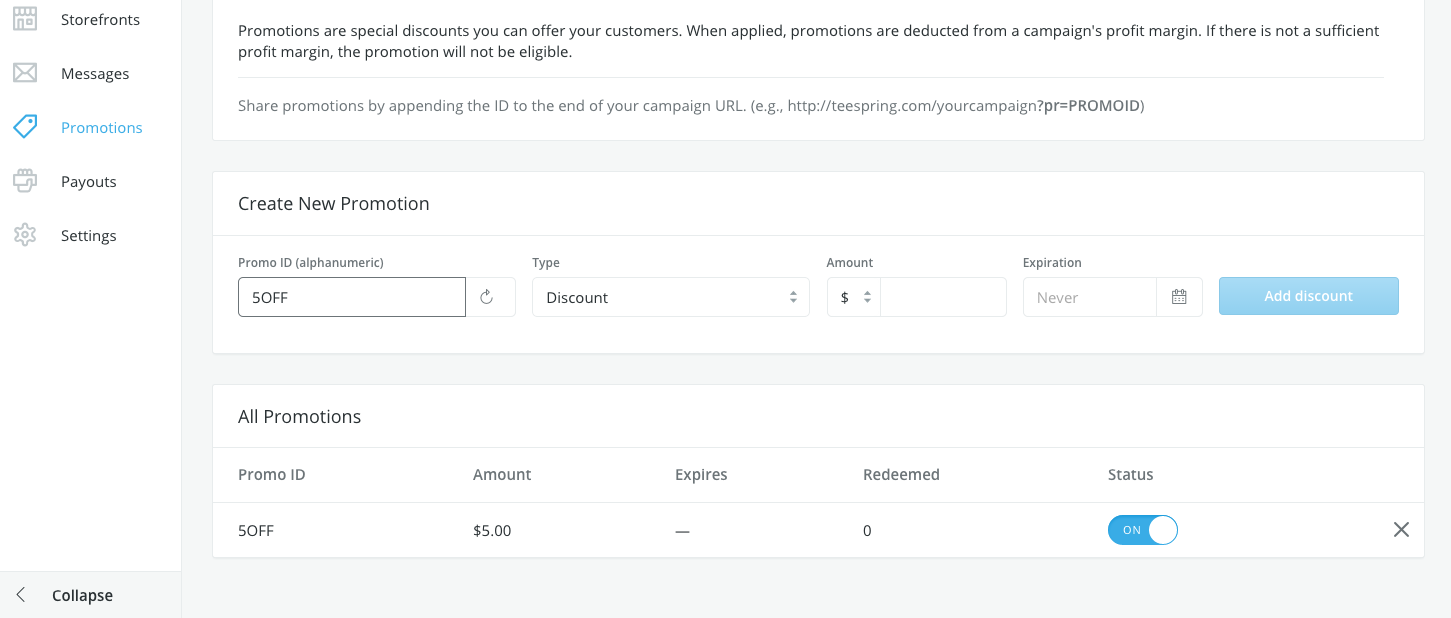 Storefronts
Messages
Promotions
Payouts
Settings
Collapse
Promotions are special discounts you can offer your customers. When applied, promotions are deducted from a campaign's profit margin. If there is not a sufficient
profit margin, the promotion will not be eligible.
Share promotions by appending the ID to the end of your campaign URL. (e.g., http://teespring.com/yourcampaign?pr=PROMOID)
Create New Promotion
Promo ID (alphanumeric) Type Amount Expiration
5OFF Discount $ Never Add discount
All Promotions
Promo ID Amount Expires Redeemed Status
5OFF $5.00 — 0 ON